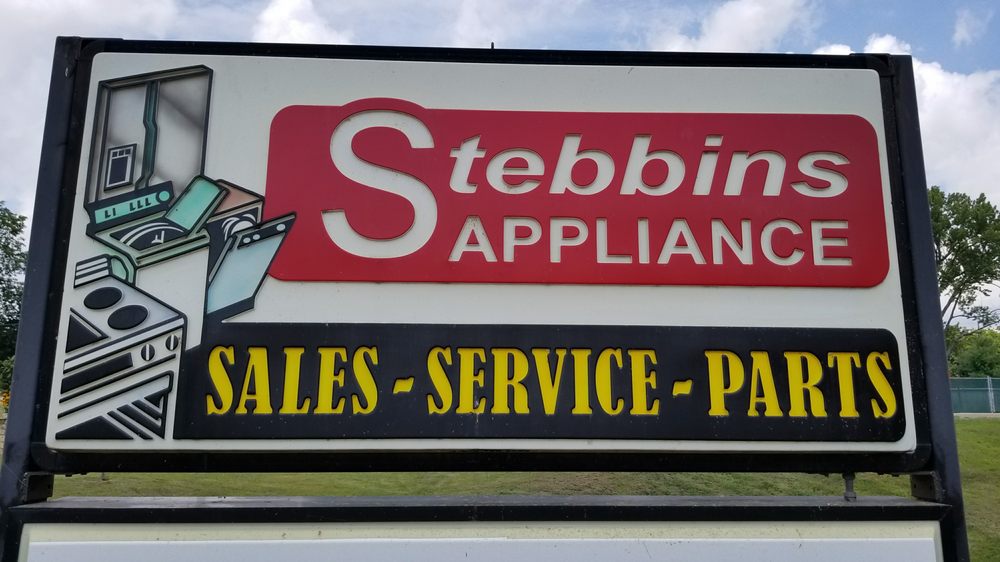 Stebbins
APPLIANCE
SALES - SERVICE - PARTS